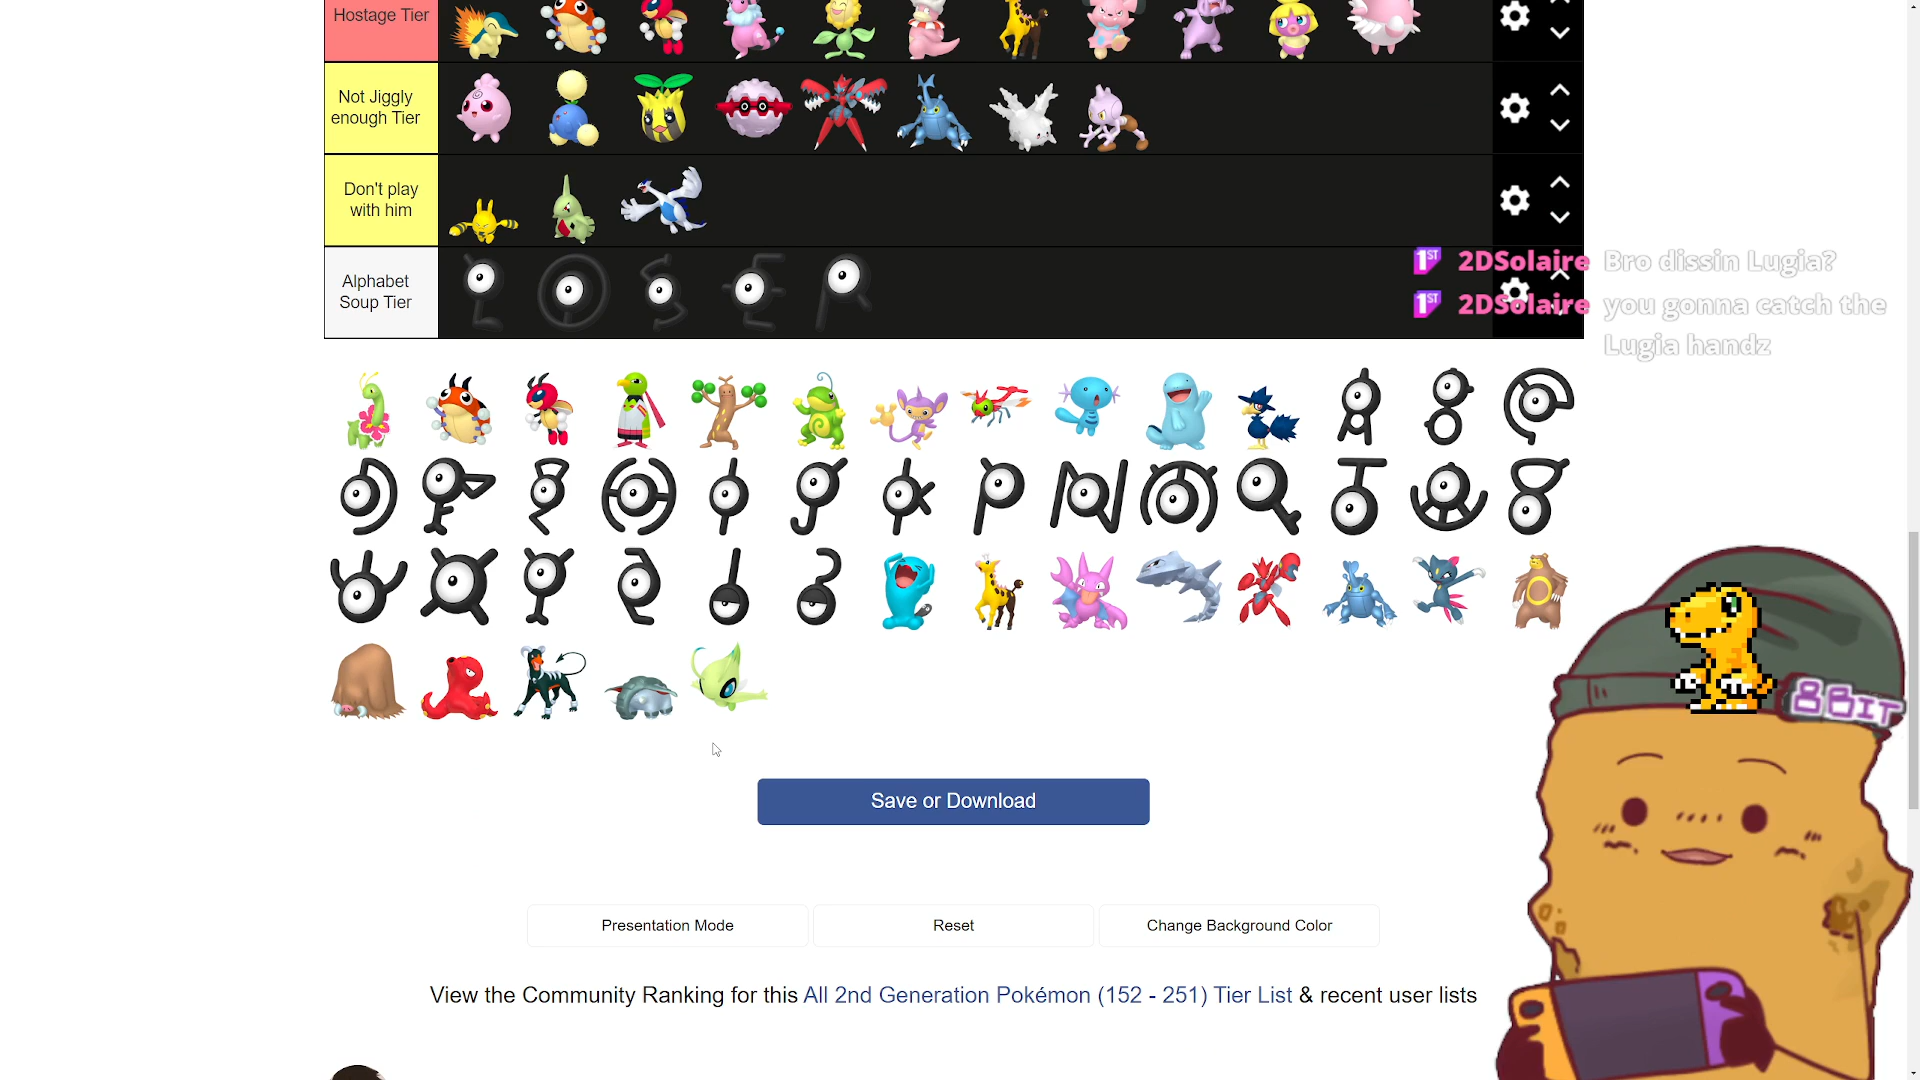 Hostage Tier
Not Jiggly
enough Tier
Don't play
with him
Alphabet
Soup Tier
1ST 2DSolaire Bro dissin Lugia?
1ST 2DSolaire you gonna catch the
Lugia handz
8BIT
Save or Download
Presentation Mode
Reset
Change Background Color
View the Community Ranking for this All 2nd Generation Pokémon (152 - 251) Tier List & recent user lists